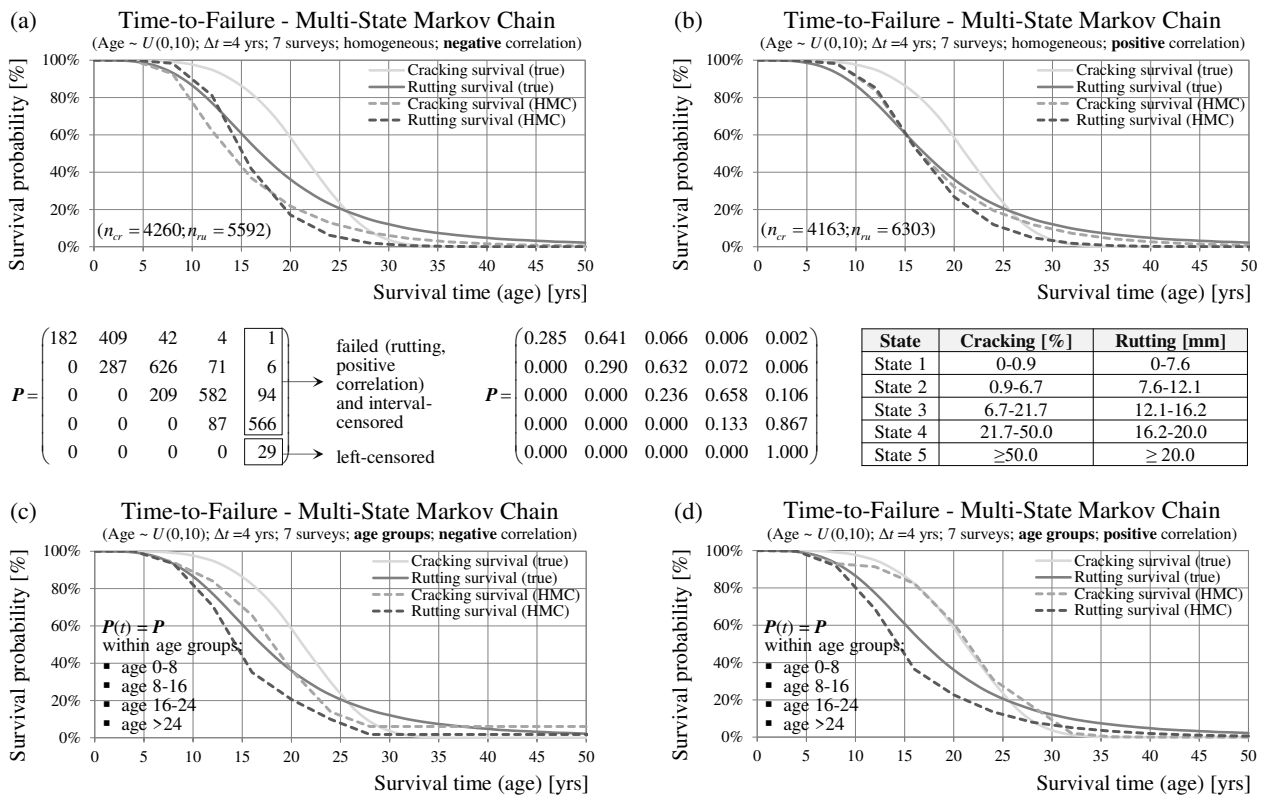 (a)
Time-to-Failure - Multi-State Markov Chain
(Age ~ U(0,10); Δt =4 yrs; 7 surveys; homogeneous; negative correlation)
Survival probability [%]
100%
80%
60%
40%
20%
0%
Cracking survival (true)
Rutting survival (true)
Cracking survival (HMC)
Rutting survival (HMC)
(n_cr = 4260; n_ru = 5592)
0 5 10 15 20 25 30 35 40 45 50
Survival time (age) [yrs]
(b)
Time-to-Failure - Multi-State Markov Chain
(Age ~ U(0,10); Δt =4 yrs; 7 surveys; homogeneous; positive correlation)
Survival probability [%]
100%
80%
60%
40%
20%
0%
Cracking survival (true)
Rutting survival (true)
Cracking survival (HMC)
Rutting survival (HMC)
(n_cr = 4163; n_ru = 6303)
0 5 10 15 20 25 30 35 40 45 50
Survival time (age) [yrs]
P =
182 409 42 4 1
0 287 626 71 6
0 0 209 582 94
0 0 0 87 566
0 0 0 0 29
failed (rutting,
positive
correlation)
and interval-
censored
left-censored
P =
0.285 0.641 0.066 0.006 0.002
0.000 0.290 0.632 0.072 0.006
0.000 0.000 0.236 0.658 0.106
0.000 0.000 0.000 0.133 0.867
0.000 0.000 0.000 0.000 1.000
State Cracking [%] Rutting [mm]
State 1 0-0.9 0-7.6
State 2 0.9-6.7 7.6-12.1
State 3 6.7-21.7 12.1-16.2
State 4 21.7-50.0 16.2-20.0
State 5 ≥50.0 ≥ 20.0
(c)
Time-to-Failure - Multi-State Markov Chain
(Age ~ U(0,10); Δt =4 yrs; 7 surveys; age groups; negative correlation)
Survival probability [%]
100%
80%
60%
40%
20%
0%
Cracking survival (true)
Rutting survival (true)
Cracking survival (HMC)
Rutting survival (HMC)
P(t) = P
within age groups:
▪ age 0-8
▪ age 8-16
▪ age 16-24
▪ age >24
0 5 10 15 20 25 30 35 40 45 50
Survival time (age) [yrs]
(d)
Time-to-Failure - Multi-State Markov Chain
(Age ~ U(0,10); Δt =4 yrs; 7 surveys; age groups; positive correlation)
Survival probability [%]
100%
80%
60%
40%
20%
0%
Cracking survival (true)
Rutting survival (true)
Cracking survival (HMC)
Rutting survival (HMC)
P(t) = P
within age groups:
▪ age 0-8
▪ age 8-16
▪ age 16-24
▪ age >24
0 5 10 15 20 25 30 35 40 45 50
Survival time (age) [yrs]